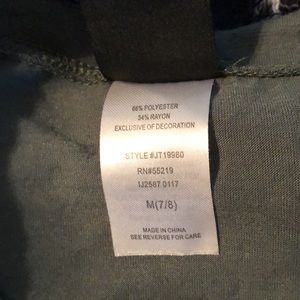 66% POLYESTER
34% RAYON
EXCLUSIVE OF DECORATION
STYLE #JT19980
RN#55219
IJ2587 0117
M(7/8)
MADE IN CHINA
SEE REVERSE FOR CARE